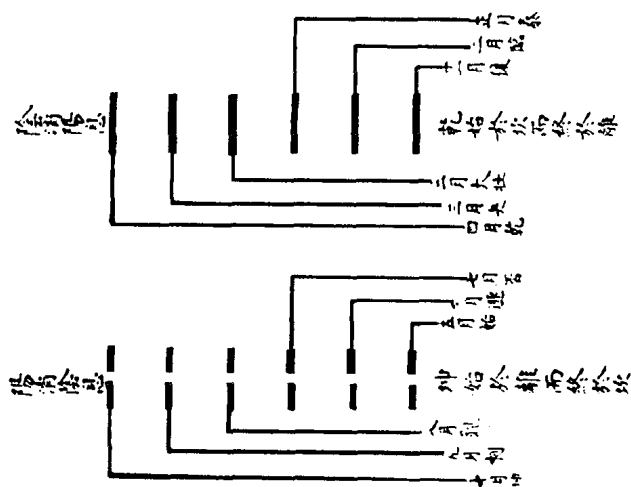 陰消陽息
正月泰
十二月臨
十一月復
乾始於坎而終於離
二月大壯
三月夬
四月乾
陽消陰息
七月否
六月遯
五月姤
坤始於離而終於坎
八月觀
九月剝
十月坤